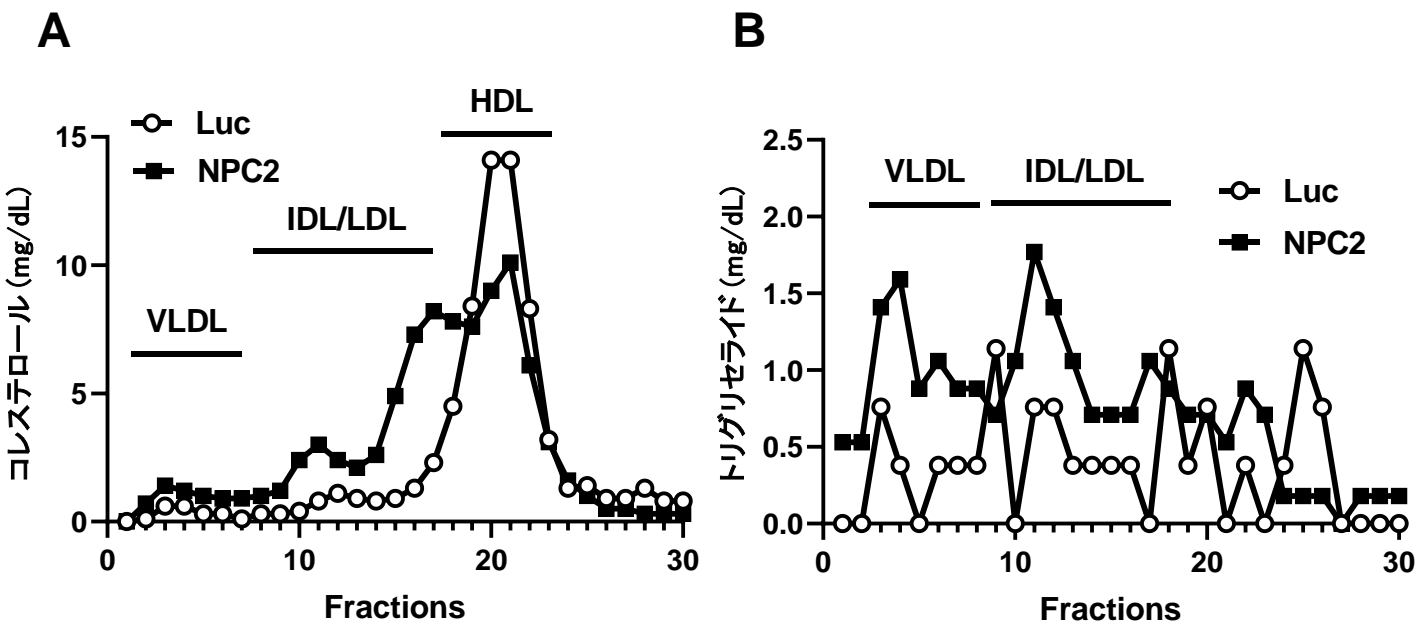 A
Luc
NPC2
HDL
IDL/LDL
VLDL
15
10
5
0
コレステロール (mg/dL)
0
10
20
30
Fractions
B
VLDL
IDL/LDL
Luc
NPC2
2.5
2.0
1.5
1.0
0.5
0.0
トリグリセライド (mg/dL)
0
10
20
30
Fractions